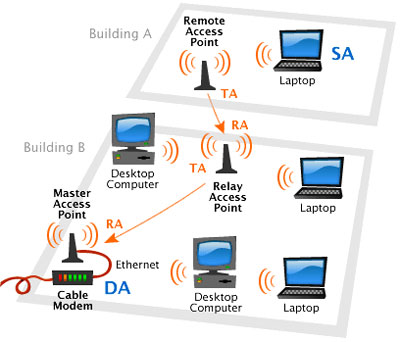 Remote
Access
Point
Building A
SA
Laptop
TA
RA
Building B
Desktop
Computer
TA
Relay
Access
Point
Laptop
Master
Access
Point
RA
Ethernet
Cable
Modem
DA
Desktop
Computer
Laptop